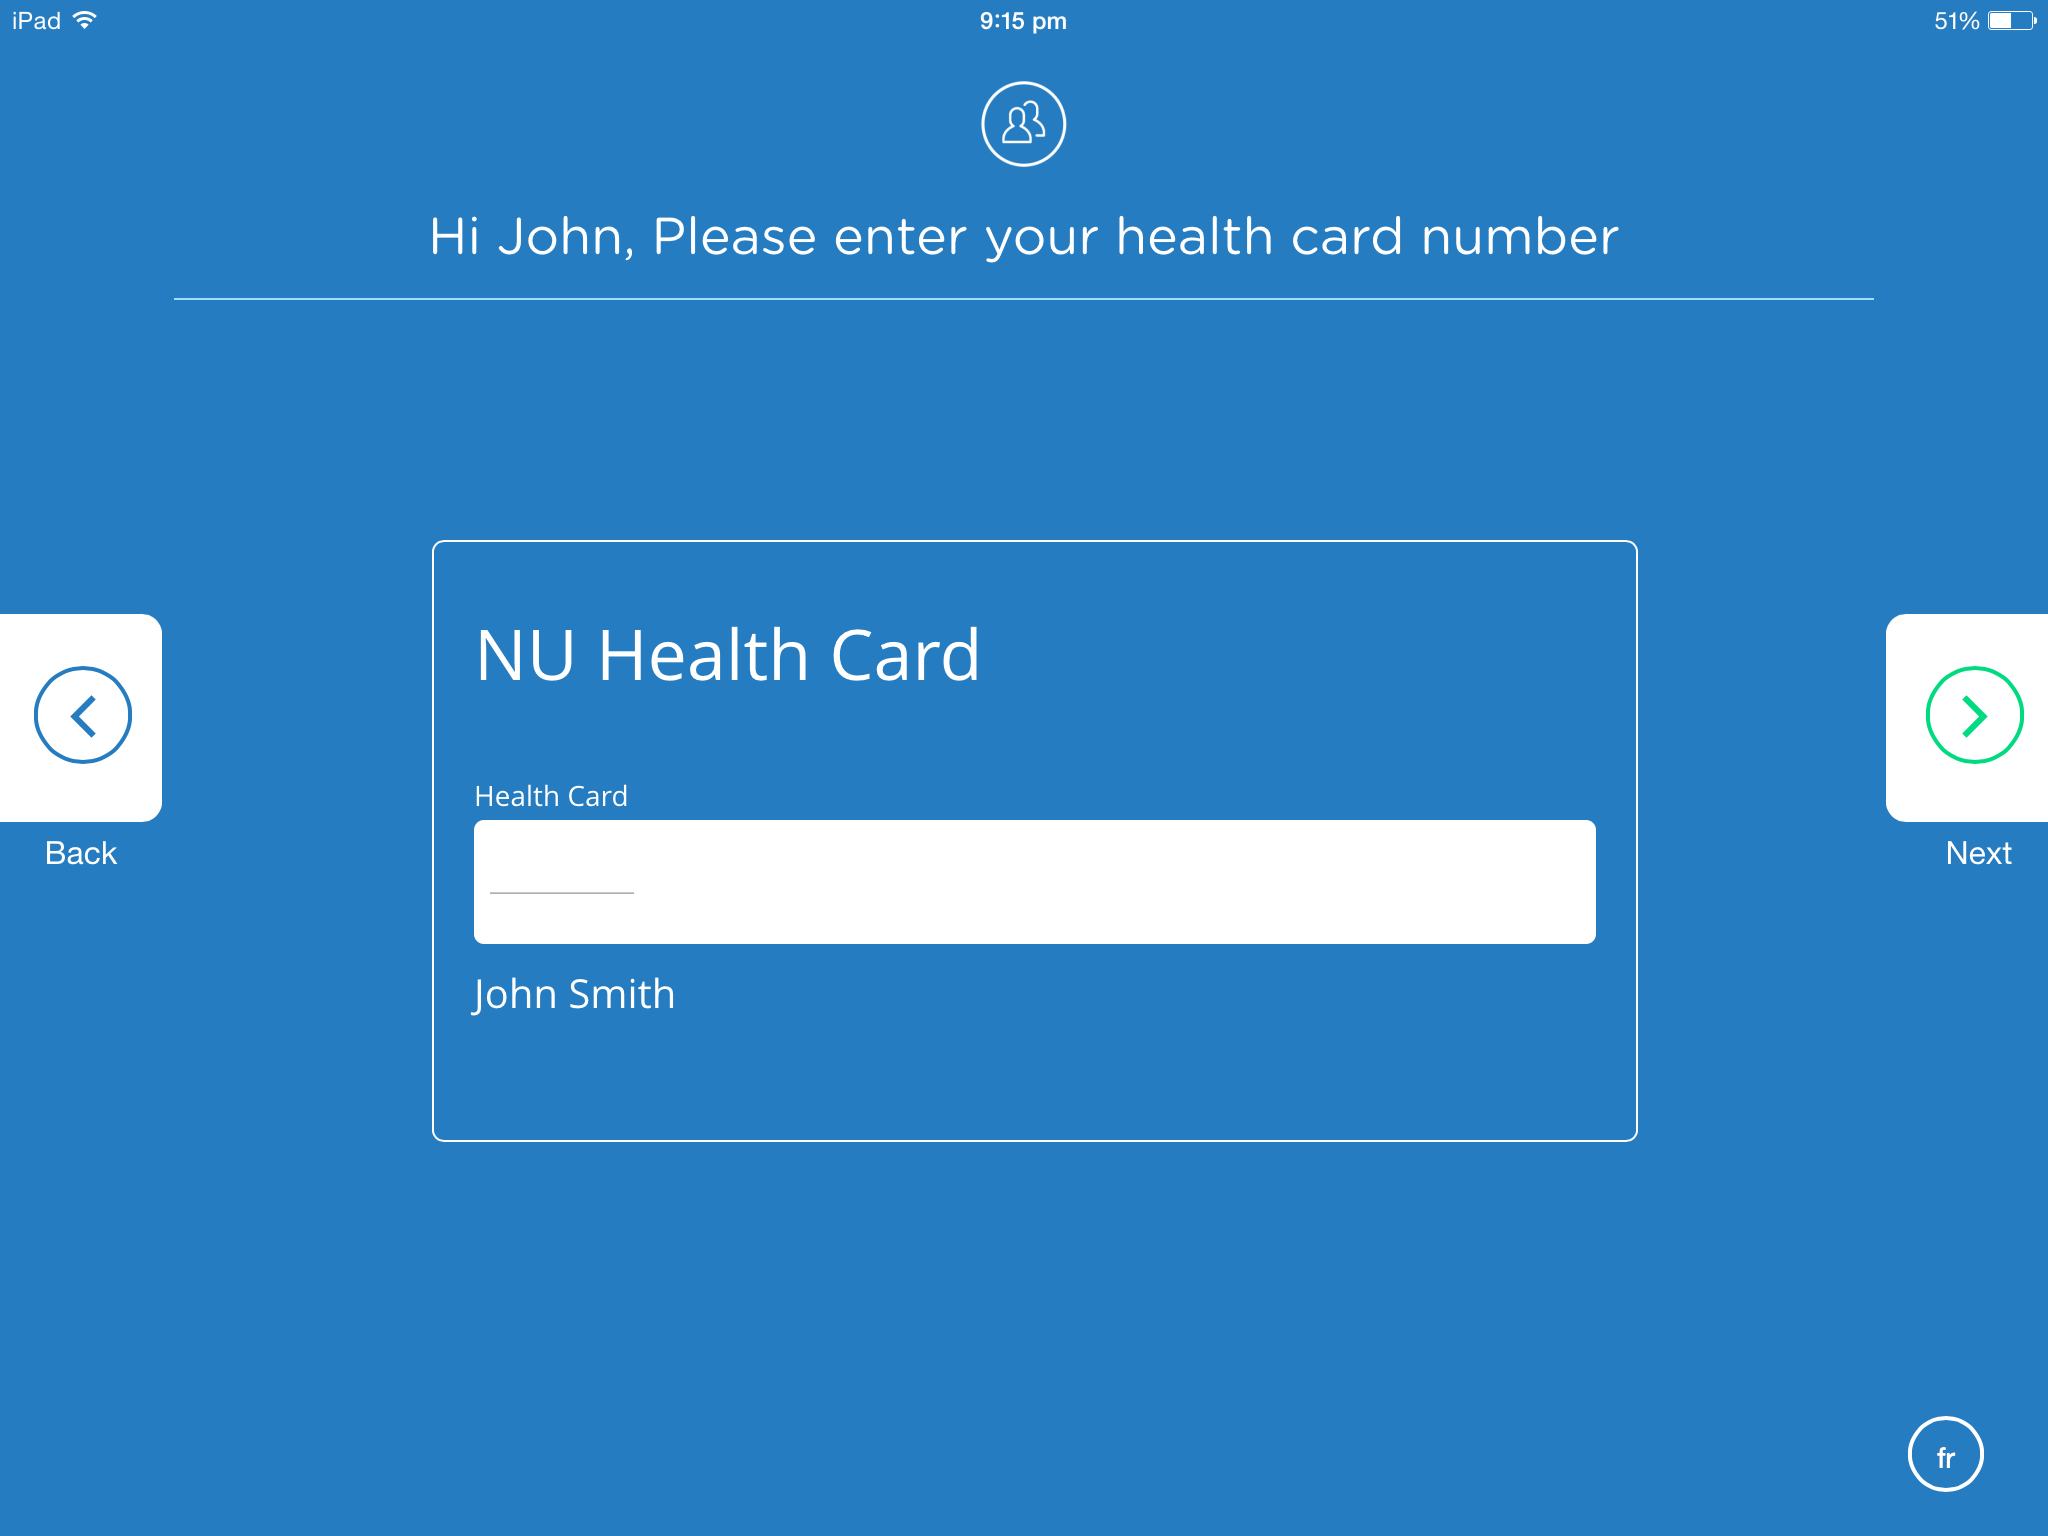 iPad
9:15 pm
51%
Hi John, Please enter your health card number
NU Health Card
Health Card
_________
John Smith
Back
Next
fr